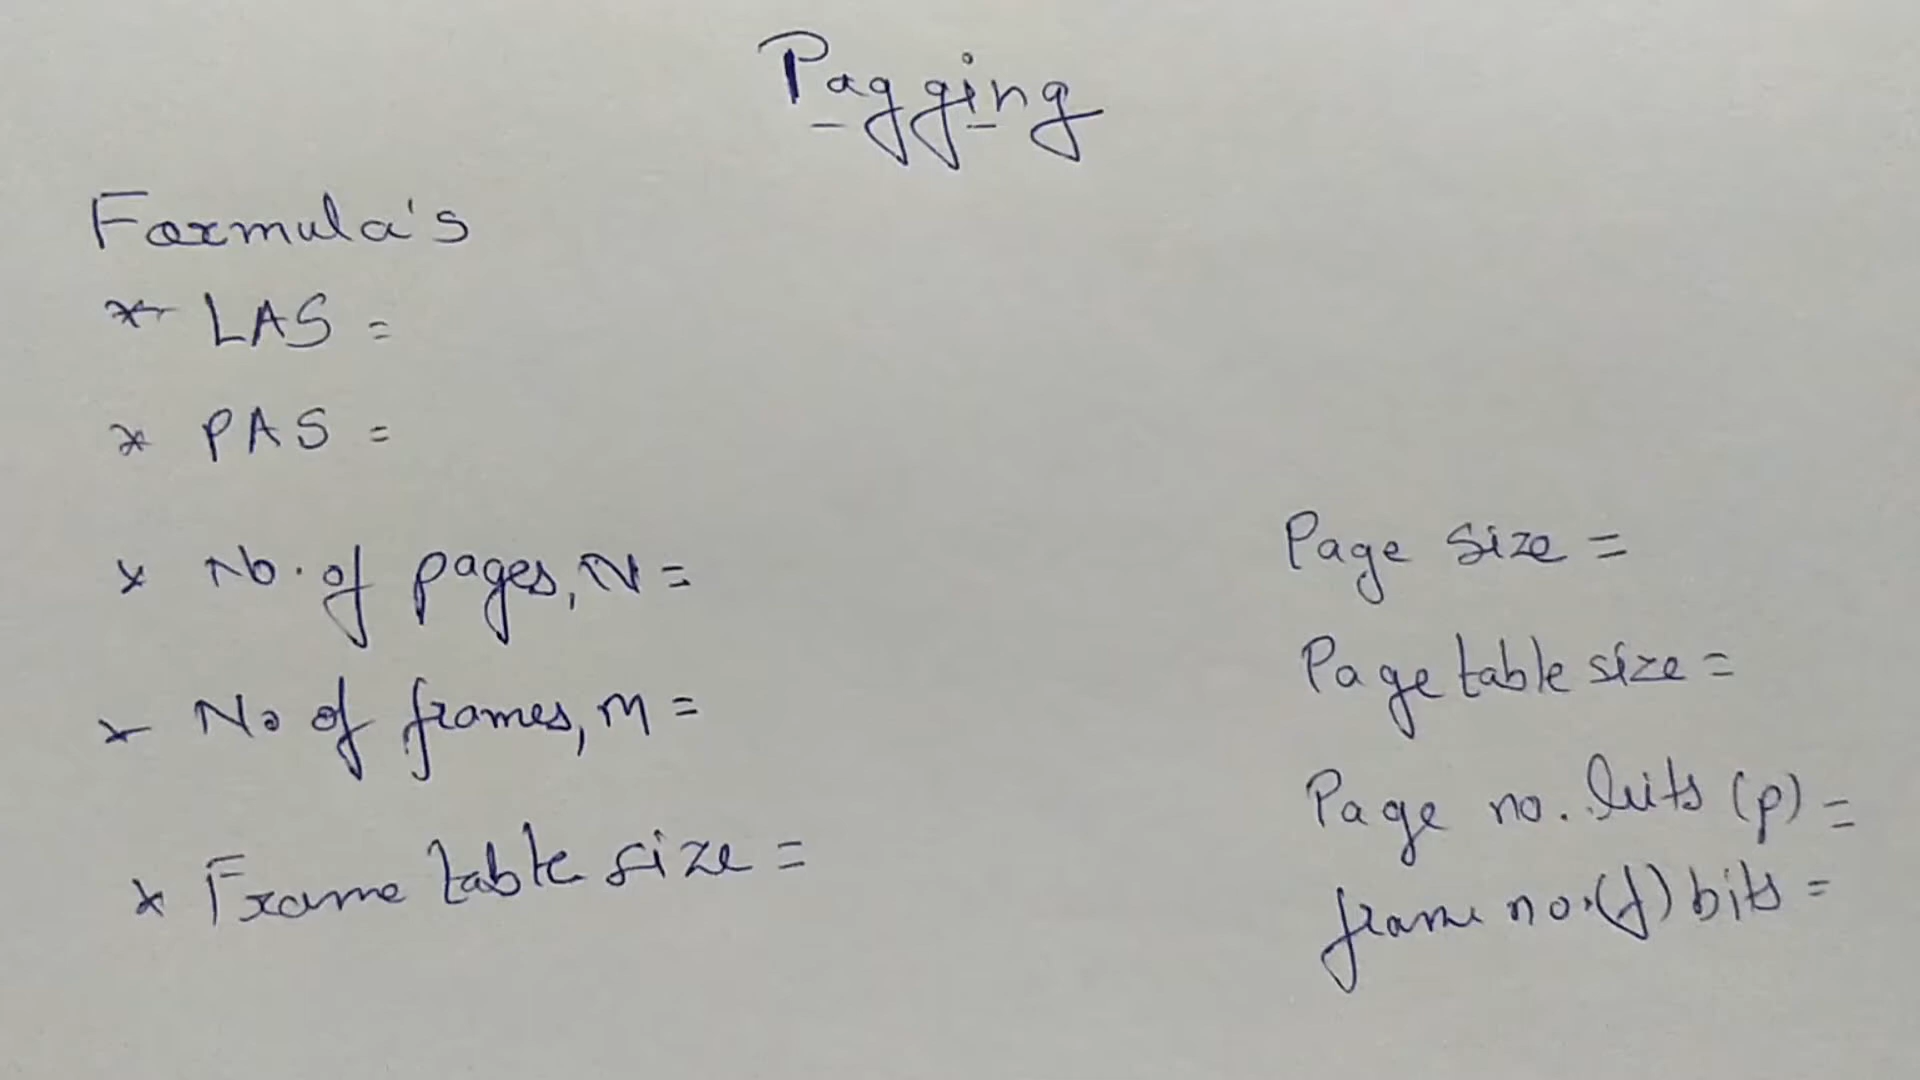 Pagging
Formula's
* LAS =
* PAS =
* No. of pages, N =
* No of frames, m =
* Frame table size =
Page size =
Page table size =
Page no. bits (p) =
frame no. (f) bits =